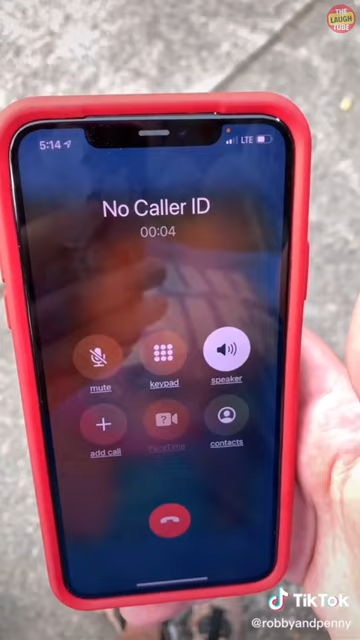 THE
LAUGH
TUBE
5:14
LTE
No Caller ID
00:04
mute
keypad
speaker
add call
FaceTime
contacts
TikTok
@robbyandpenny